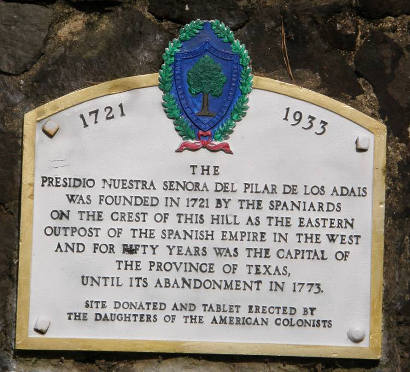 1721 1933
THE
PRESIDIO NUESTRA SENORA DEL PILAR DE LOS ADAIS
WAS FOUNDED IN 1721 BY THE SPANIARDS
ON THE CREST OF THIS HILL AS THE EASTERN
OUTPOST OF THE SPANISH EMPIRE IN THE WEST
AND FOR FIFTY YEARS WAS THE CAPITAL OF
THE PROVINCE OF TEXAS,
UNTIL ITS ABANDONMENT IN 1773.
SITE DONATED AND TABLET ERECTED BY
THE DAUGHTERS OF THE AMERICAN COLONISTS